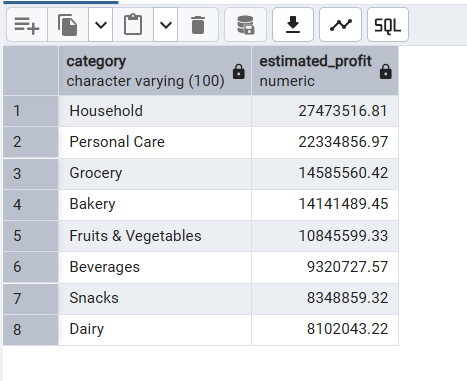 SQL
category estimated_profit
character varying (100) numeric
1 Household 27473516.81
2 Personal Care 22334856.97
3 Grocery 14585560.42
4 Bakery 14141489.45
5 Fruits & Vegetables 10845599.33
6 Beverages 9320727.57
7 Snacks 8348859.32
8 Dairy 8102043.22